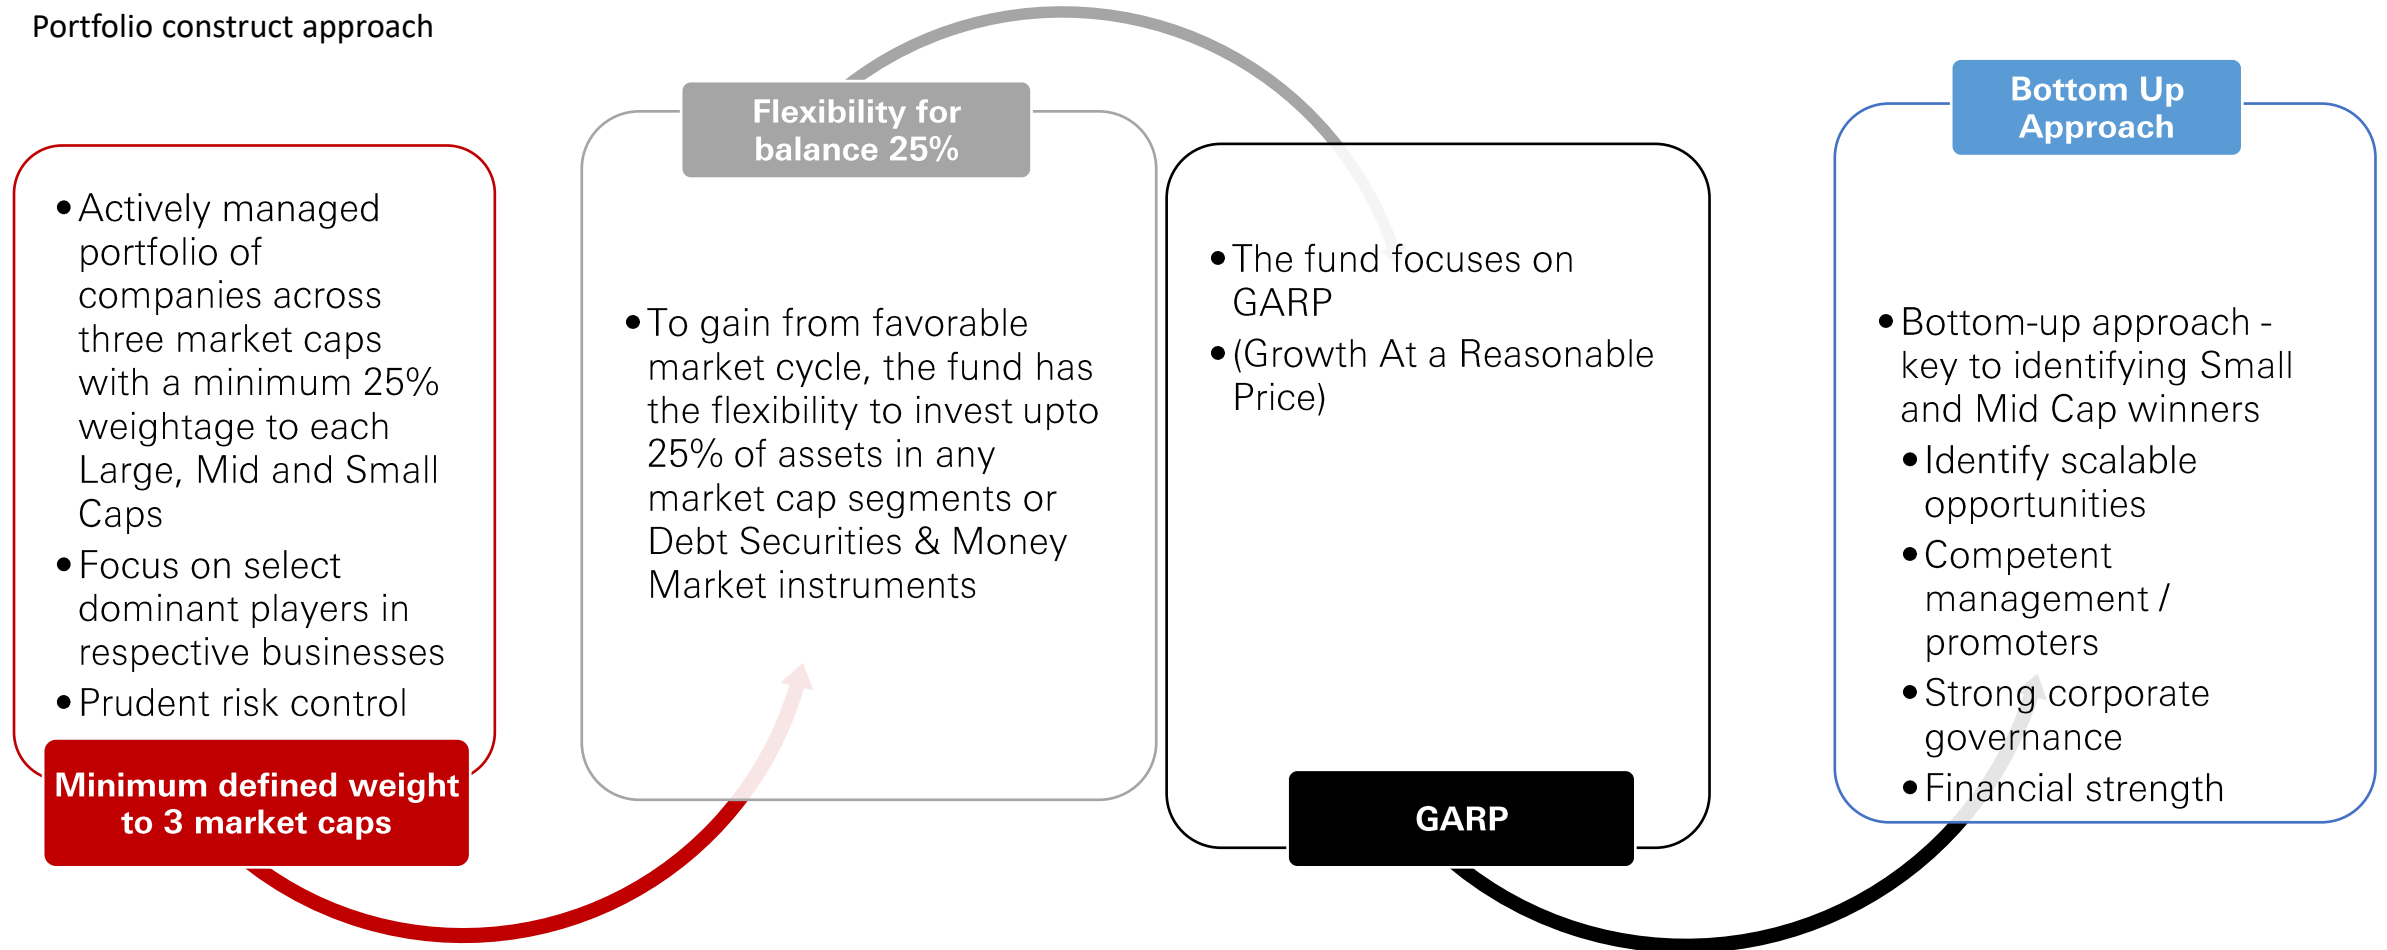 Portfolio construct approach
• Actively managed
portfolio of
companies across
three market caps
with a minimum 25%
weightage to each
Large, Mid and Small
Caps
• Focus on select
dominant players in
respective businesses
• Prudent risk control
Minimum defined weight
to 3 market caps
Flexibility for
balance 25%
• To gain from favorable
market cycle, the fund has
the flexibility to invest upto
25% of assets in any
market cap segments or
Debt Securities & Money
Market instruments
• The fund focuses on
GARP
• (Growth At a Reasonable
Price)
GARP
Bottom Up
Approach
• Bottom-up approach -
key to identifying Small
and Mid Cap winners
• Identify scalable
opportunities
• Competent
management /
promoters
• Strong corporate
governance
• Financial strength